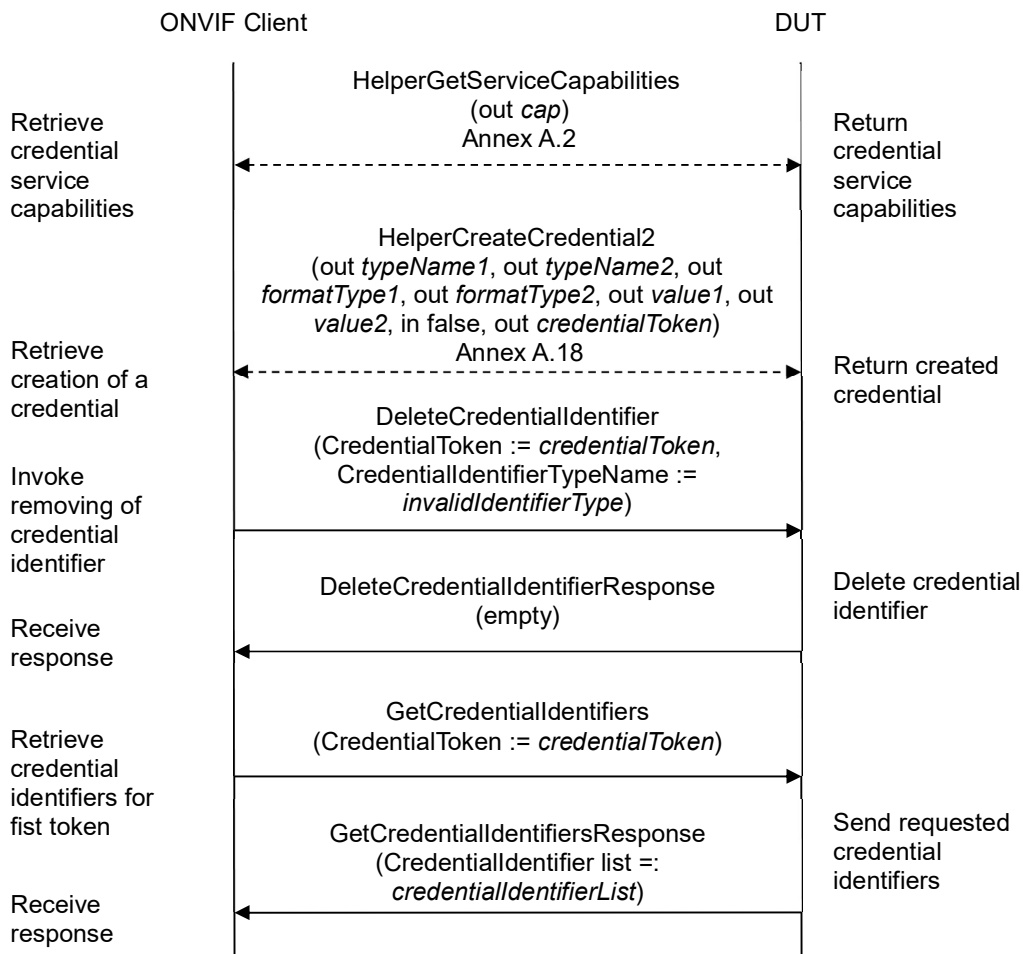 ONVIF Client
DUT
HelperGetServiceCapabilities
(out cap)
Annex A.2
Retrieve
credential
service
capabilities
Return
credential
service
capabilities
HelperCreateCredential2
(out typeName1, out typeName2, out
formatType1, out formatType2, out value1, out
value2, in false, out credentialToken)
Annex A.18
Retrieve
creation of a
credential
Return created
credential
DeleteCredentialIdentifier
(CredentialToken := credentialToken,
CredentialIdentifierTypeName :=
invalidIdentifierType)
Invoke
removing of
credential
identifier
DeleteCredentialIdentifierResponse
(empty)
Delete credential
identifier
Receive
response
GetCredentialIdentifiers
(CredentialToken := credentialToken)
Retrieve
credential
identifiers for
fist token
GetCredentialIdentifiersResponse
(CredentialIdentifier list =:
credentialIdentifierList)
Send requested
credential
identifiers
Receive
response